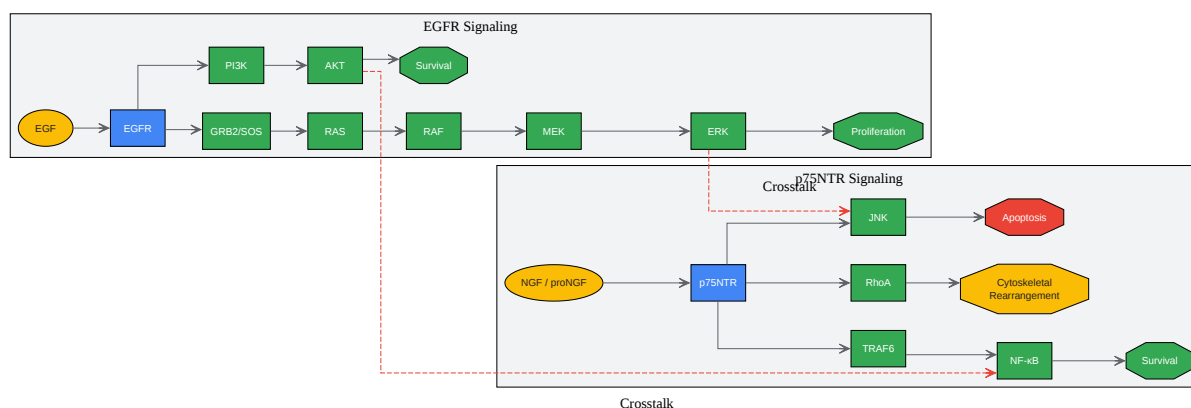 EGFR Signaling
PI3K
AKT
Survival
EGF
EGFR
GRB2/SOS
RAS
RAF
MEK
ERK
Proliferation
p75NTR Signaling
Crosstalk
JNK
Apoptosis
NGF / proNGF
p75NTR
RhoA
Cytoskeletal
Rearrangement
TRAF6
NF-κB
Survival
Crosstalk